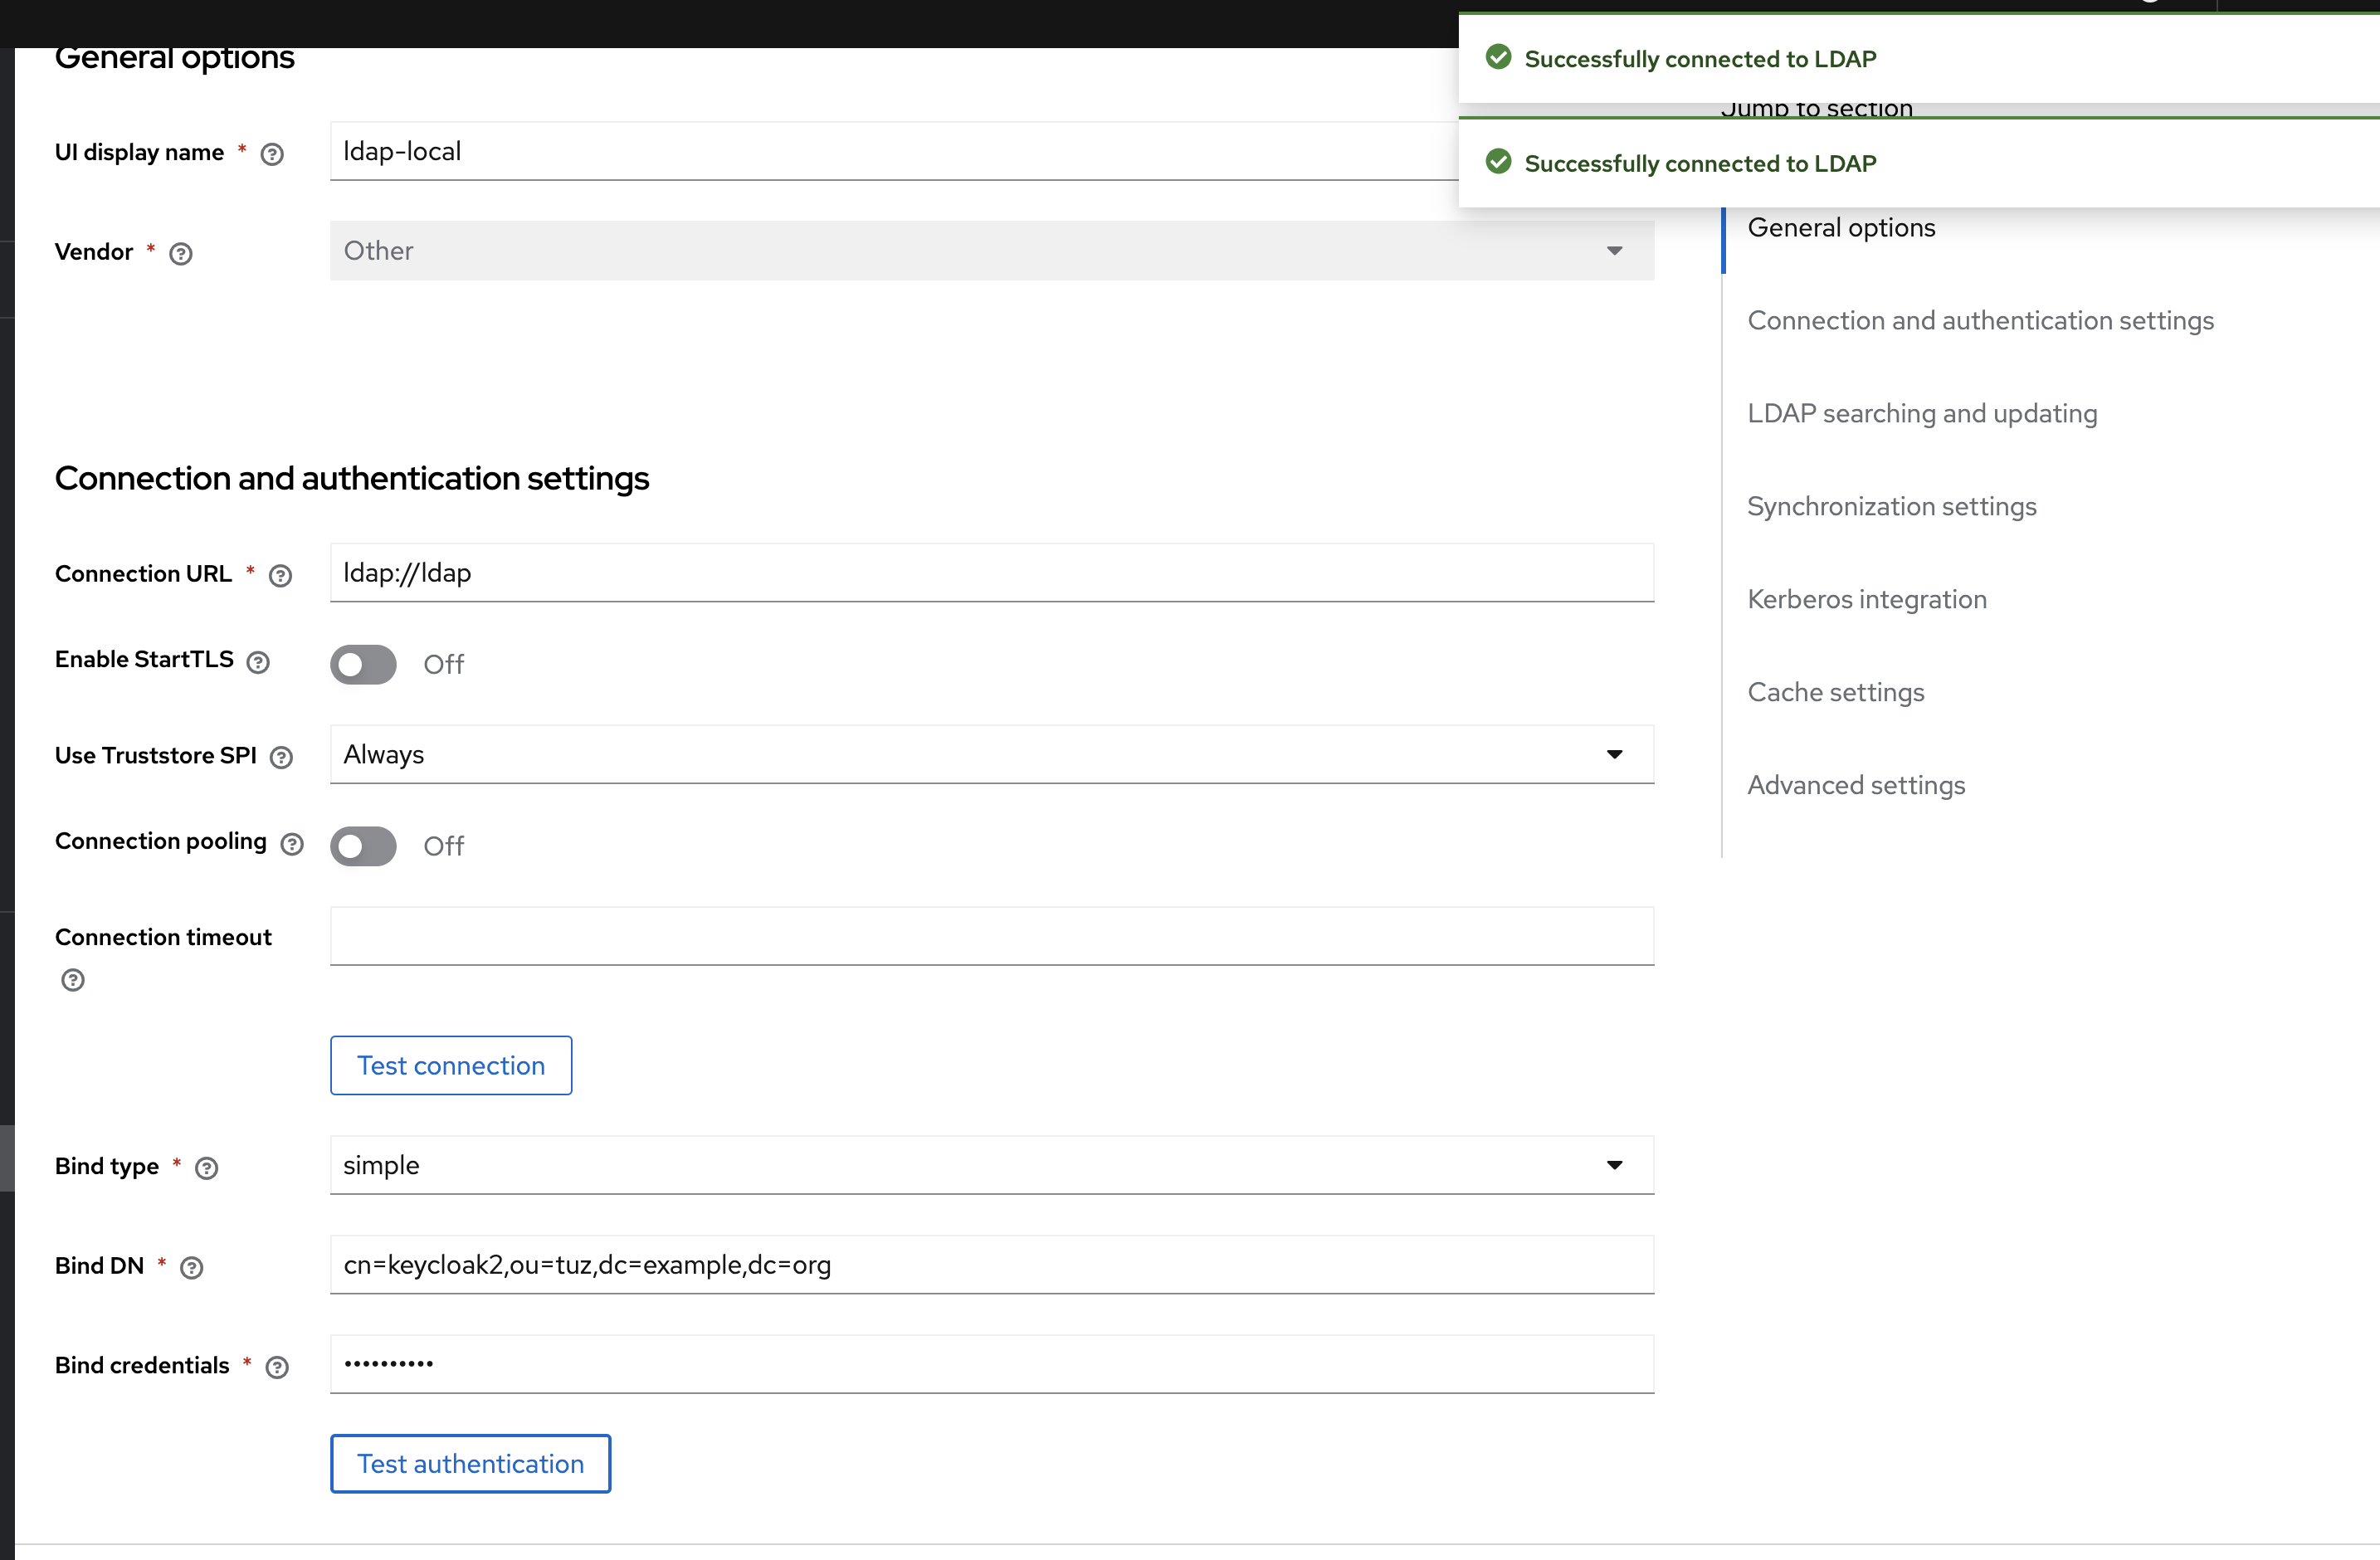 General options
Successfully connected to LDAP
Jump to section
Successfully connected to LDAP
UI display name *
ldap-local
Vendor *
Other
Connection and authentication settings
Connection URL *
ldap://ldap
Enable StartTLS
Off
Use Truststore SPI
Always
Connection pooling
Off
Connection timeout
Test connection
Bind type *
simple
Bind DN *
cn=keycloak2,ou=tuz,dc=example,dc=org
Bind credentials *
••••••••••
Test authentication
General options
Connection and authentication settings
LDAP searching and updating
Synchronization settings
Kerberos integration
Cache settings
Advanced settings